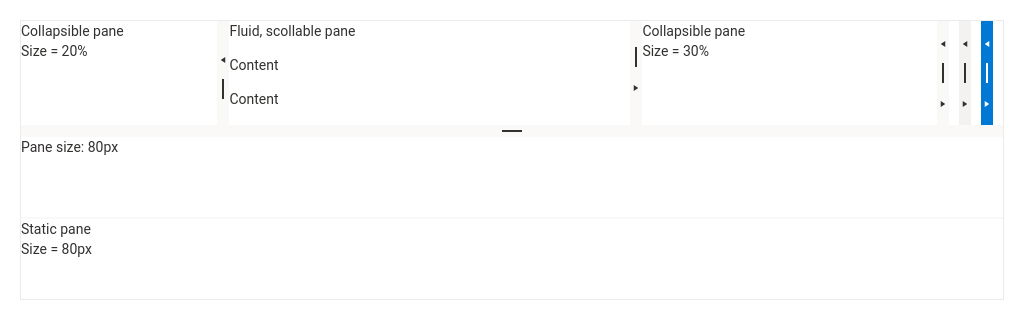 Collapsible pane
Size = 20%
Fluid, scollable pane
Content
Content
Collapsible pane
Size = 30%
Pane size: 80px
Static pane
Size = 80px